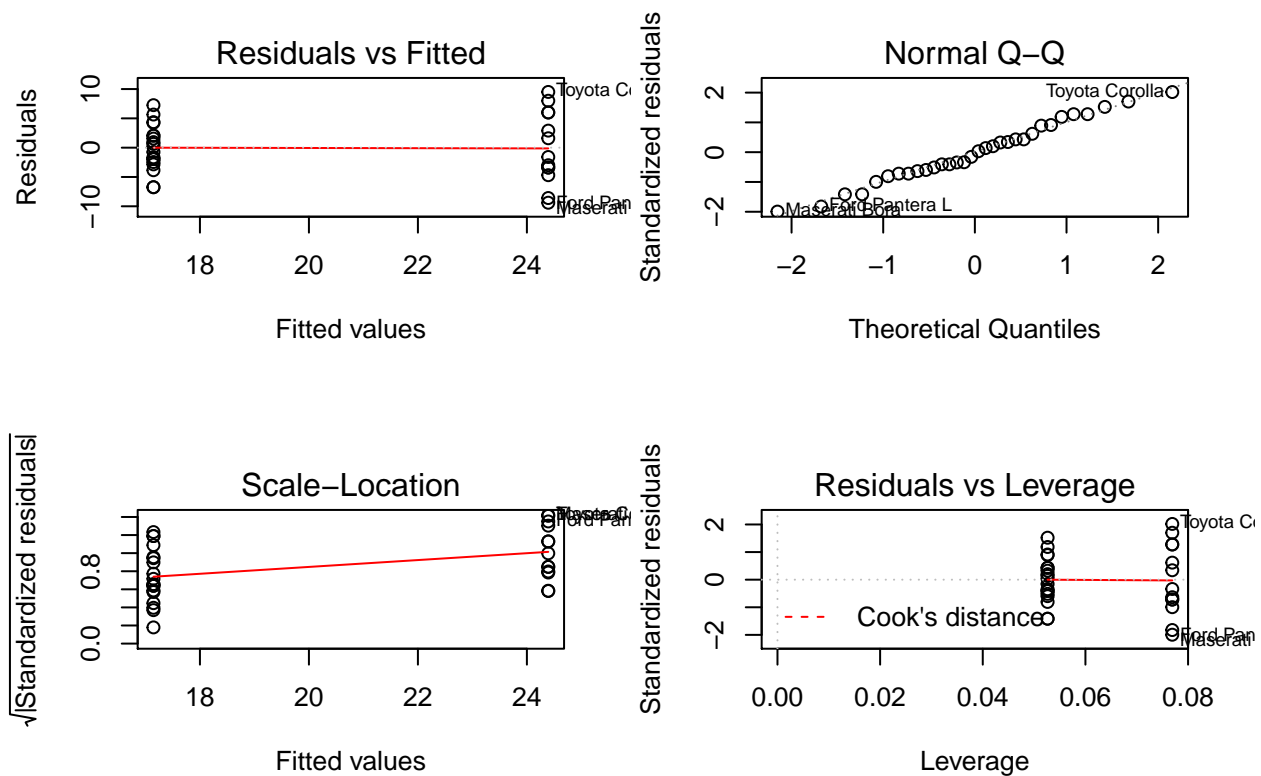 Residuals vs Fitted
Residuals
10
0
−10
Toyota Co
Ford Pan
Maserati
18 20 22 24
Fitted values
Normal Q−Q
Standardized residuals
2
0
−2
Toyota Corolla
Ford Pantera L
Maserati Bora
−2 −1 0 1 2
Theoretical Quantiles
Scale−Location
√|Standardized residuals|
0.8
0.0
Ford Pan
18 20 22 24
Fitted values
Residuals vs Leverage
Standardized residuals
2
0
−2
Toyota Co
Cook's distance
Ford Pan
Maserati
0.00 0.02 0.04 0.06 0.08
Leverage